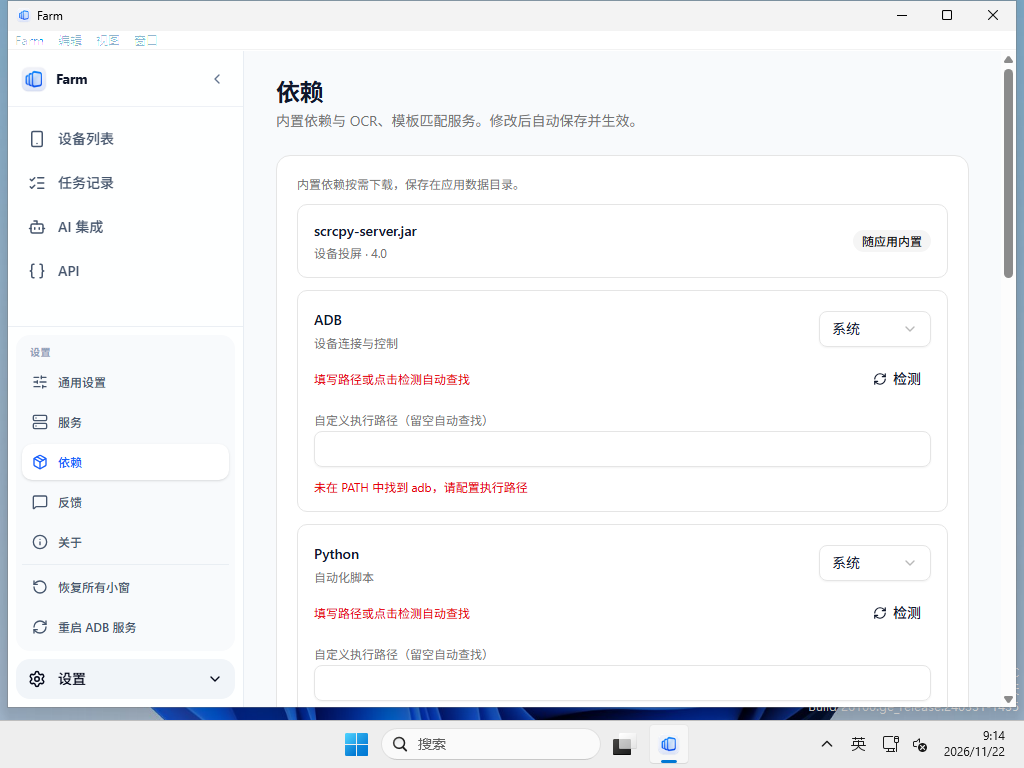 Farm
Farm 编辑 视图 窗口
Farm
设备列表
任务记录
AI 集成
API
设置
通用设置
服务
依赖
反馈
关于
恢复所有小窗
重启 ADB 服务
设置
依赖
内置依赖与 OCR、模板匹配服务。修改后自动保存并生效。
内置依赖按需下载，保存在应用数据目录。
scrcpy-server.jar
设备投屏 · 4.0
随应用内置
ADB
设备连接与控制
系统
填写路径或点击检测自动查找
检测
自定义执行路径（留空自动查找）
未在 PATH 中找到 adb，请配置执行路径
Python
自动化脚本
系统
填写路径或点击检测自动查找
检测
自定义执行路径（留空自动查找）
搜索
英
9:14
2026/11/22